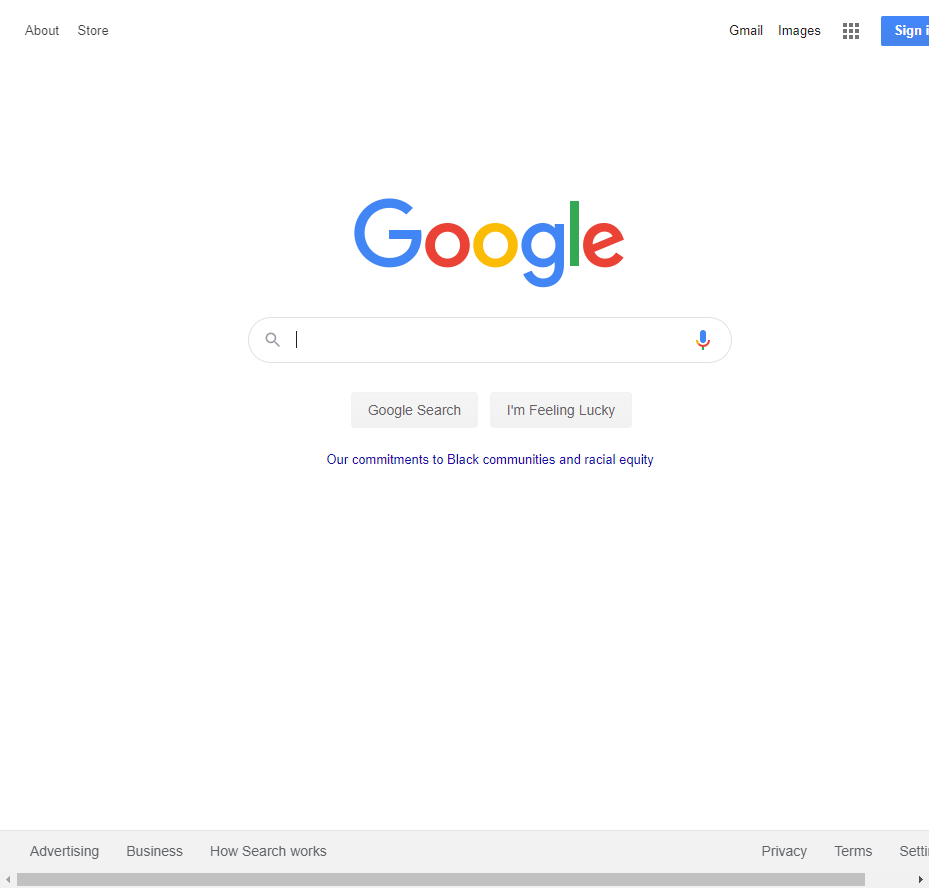 About Store Gmail Images Sign i
Google
Google Search I'm Feeling Lucky
Our commitments to Black communities and racial equity
Advertising Business How Search works Privacy Terms Setti